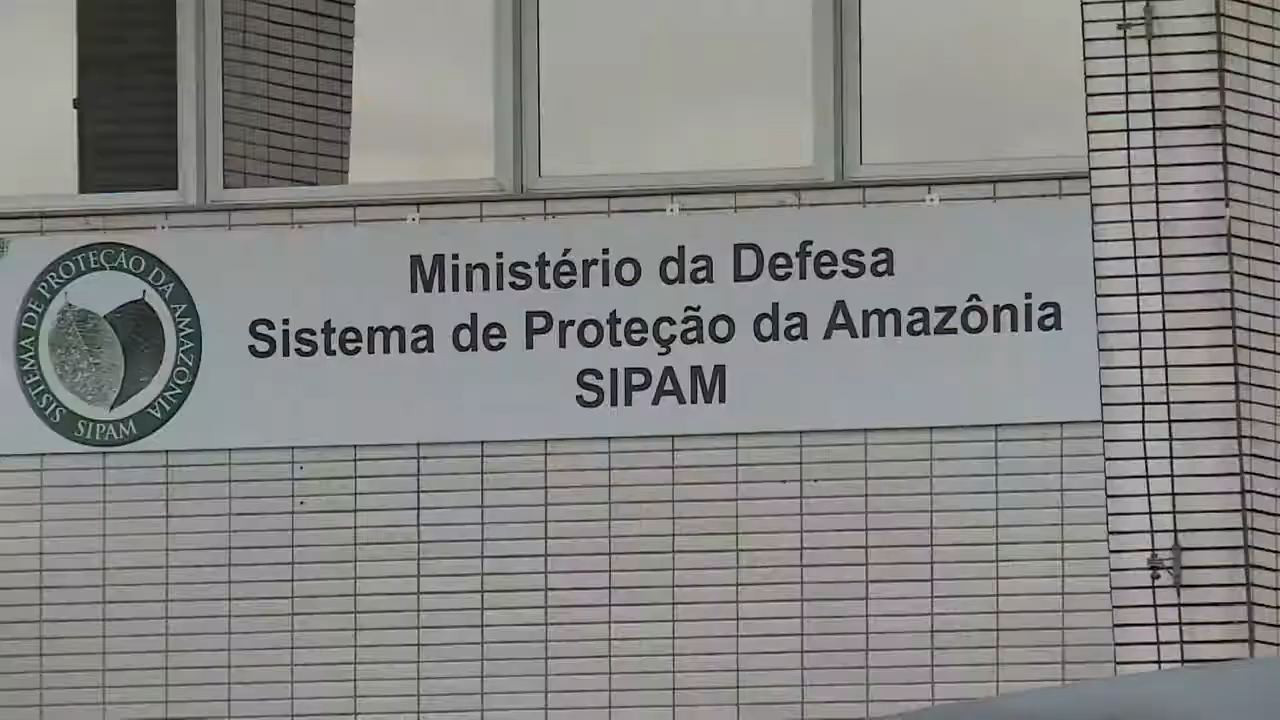 SISTEMA DE PROTEÇÃO DA AMAZÔNIA
SIPAM
Ministério da Defesa
Sistema de Proteção da Amazônia
SIPAM